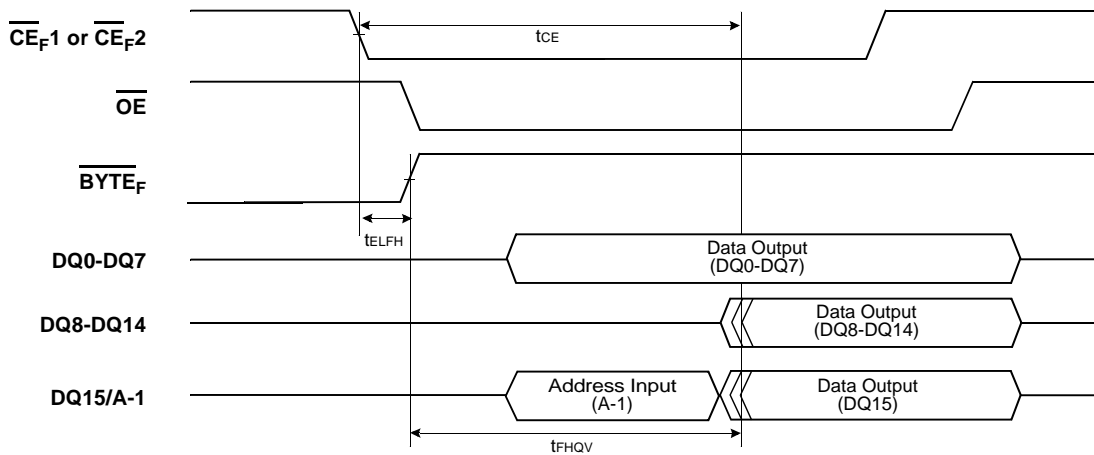 CEF1 or CEF2
tCE
OE
BYTEF
tELFH
DQ0-DQ7
Data Output
(DQ0-DQ7)
DQ8-DQ14
Data Output
(DQ8-DQ14)
DQ15/A-1
Address Input
(A-1)
Data Output
(DQ15)
tFHQV